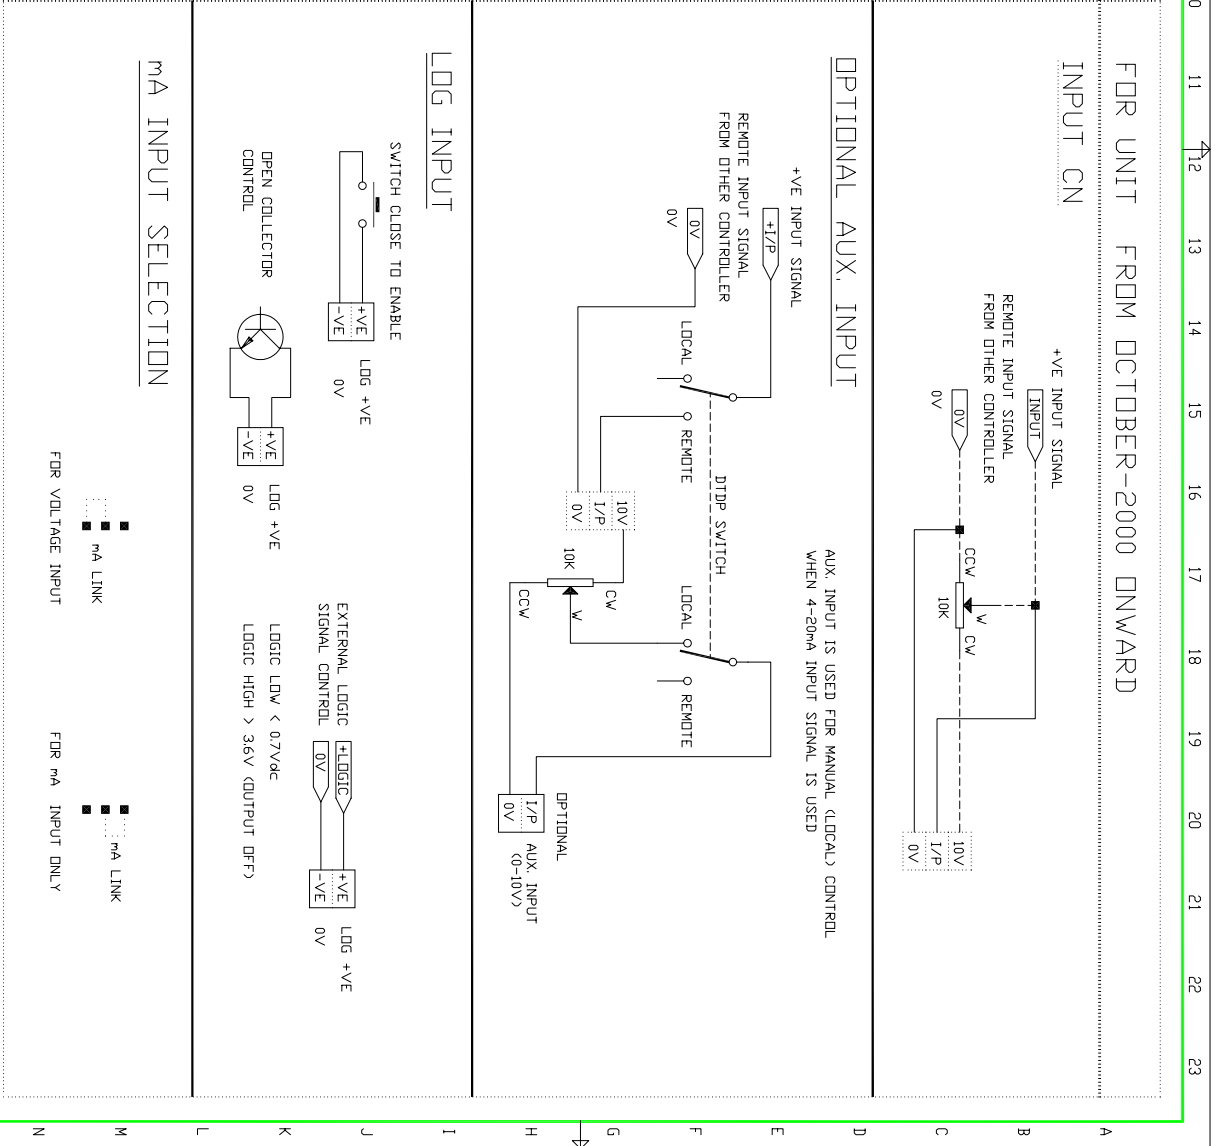 FOR UNIT FROM OCTOBER-2000 ONWARD
INPUT CN
+VE INPUT SIGNAL
INPUT
REMOTE INPUT SIGNAL
FROM OTHER CONTROLLER
0V
0V
CCW
W
CW
10K
10V
I/P
0V
OPTIONAL AUX. INPUT
AUX. INPUT IS USED FOR MANUAL (LOCAL) CONTROL
WHEN 4-20mA INPUT SIGNAL IS USED
+VE INPUT SIGNAL
+I/P
REMOTE INPUT SIGNAL
FROM OTHER CONTROLLER
0V
0V
LOCAL
REMOTE
DTDP SWITCH
LOCAL
REMOTE
10V
I/P
0V
10K
CW
W
CCW
OPTIONAL
I/P
0V
AUX. INPUT
(0-10V)
LOG INPUT
SWITCH CLOSE TO ENABLE
+VE
-VE
LOG +VE
0V
OPEN COLLECTOR
CONTROL
+VE
-VE
LOG +VE
0V
EXTERNAL LOGIC
SIGNAL CONTROL
+LOGIC
0V
+VE
-VE
LOG +VE
0V
LOGIC LOW < 0.7Vdc
LOGIC HIGH > 3.6V (OUTPUT OFF)
mA INPUT SELECTION
mA LINK
FOR VOLTAGE INPUT
mA LINK
FOR mA INPUT ONLY
11
12
13
14
15
16
17
18
19
20
21
22
23
A
B
C
D
E
F
G
H
I
J
K
L
M
N